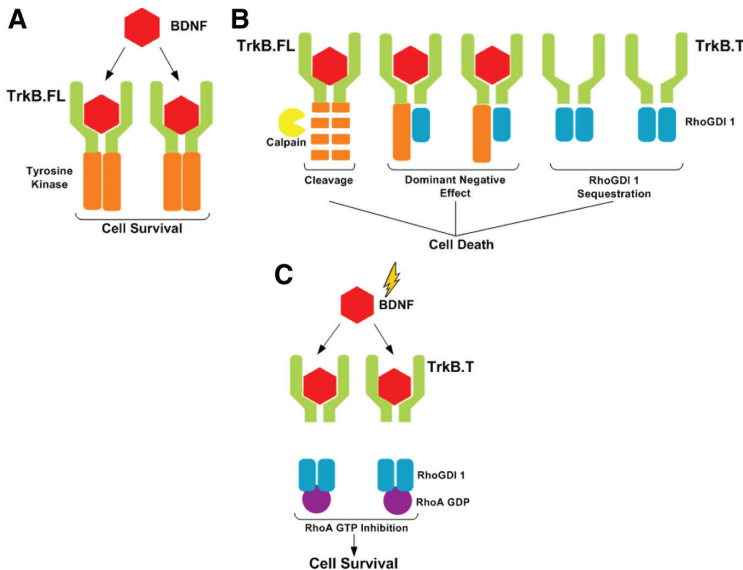 A
BDNF
TrkB.FL
Tyrosine
Kinase
Cell Survival
B
TrkB.FL
TrkB.T
Calpain
RhoGDI 1
Cleavage
Dominant Negative
Effect
RhoGDI 1
Sequestration
Cell Death
C
BDNF
TrkB.T
RhoGDI 1
RhoA GDP
RhoA GTP Inhibition
Cell Survival